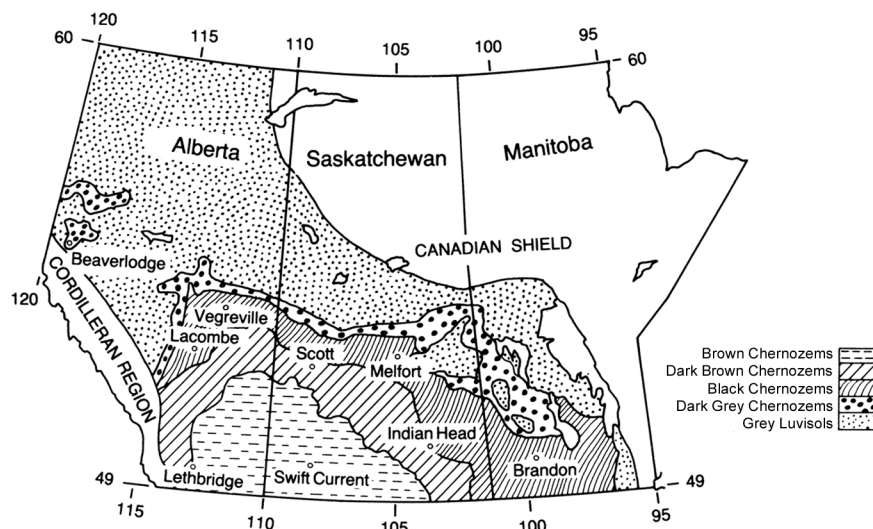 120
60
115
110
105
100
95
60
Alberta
Saskatchewan
Manitoba
CANADIAN SHIELD
Beaverlodge
120
CORDILLERAN REGION
Vegreville
Lacombe
Scott
Melfort
Indian Head
Brandon
Lethbridge
Swift Current
49
49
115
110
105
100
95
Brown Chernozems
Dark Brown Chernozems
Black Chernozems
Dark Grey Chernozems
Grey Luvisols